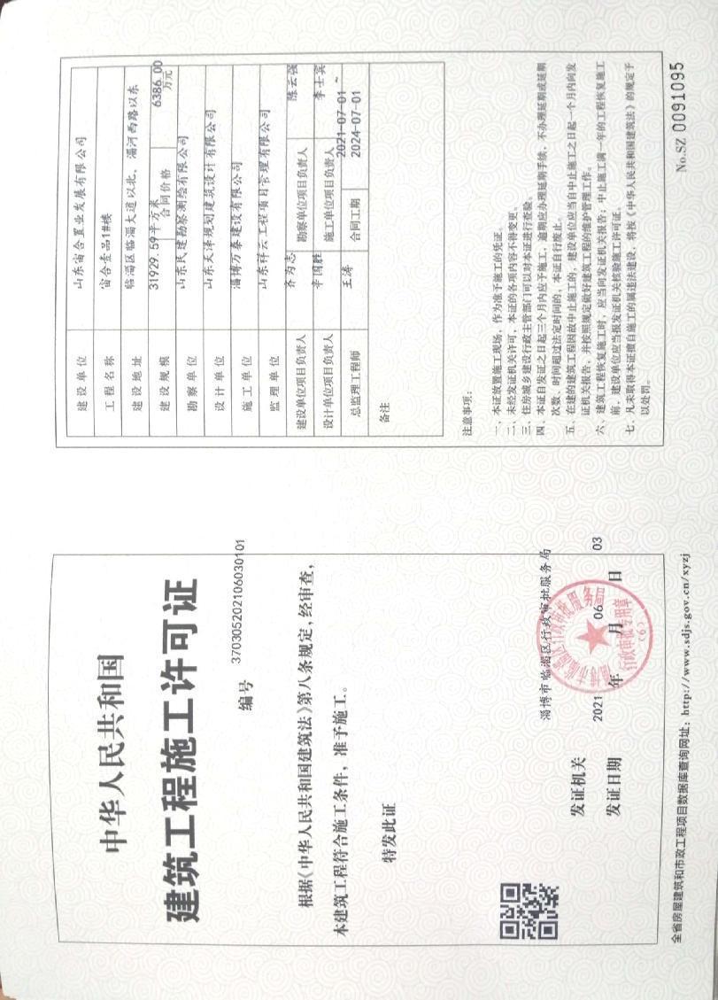 中华人民共和国
建筑工程施工许可证
编号 370305202106030101
根据《中华人民共和国建筑法》第八条规定，经审查，
本建筑工程符合施工条件，准予施工。
特发此证
发证机关 淄博市临淄区行政审批服务局
发证日期 2021 年 06 月 03 日
行政审批专用章
（6）
全省房屋建筑和市政工程项目数据库查询网址：http://www.sdjs.gov.cn/xyzj
建设单位 山东宙合置业发展有限公司
工程名称 宙合壹品1#楼
建设地址 临淄区临淄大道以北，淄河西路以东
建设规模 31929.59平方米 合同价格 6386.00万元
勘察单位 山东民建勘察测绘有限公司
设计单位 山东天泽规划建筑设计有限公司
施工单位 淄博万泰建设有限公司
监理单位 山东科云工程项目管理有限公司
建设单位项目负责人 齐为志 勘察单位项目负责人 陈云强
设计单位项目负责人 辛国胜 施工单位项目负责人 李士宾
总监理工程师 王涛 合同工期 2021-07-01 ~ 2024-07-01
备注
注意事项：
一、本证放置施工现场，作为准予施工的凭证。
二、未经发证机关许可，本证的各项内容不得变更。
三、住房城乡建设行政主管部门可以对本证进行查验。
四、本证自发证之日起三个月内应予施工，逾期应办理延期手续，不办理延期或延期
次数、时间超过法定时间的，本证自行废止。
五、在建的建筑工程因故中止施工的，建设单位应当自中止施工之日起一个月内向发
证机关报告，并按照规定做好建筑工程的维护管理工作。
六、建筑工程恢复施工时，应当向发证机关报告；中止施工满一年的工程恢复施工
前，建设单位应当报发证机关核验施工许可证。
七、凡未取得本证擅自施工的属违法建设，将按《中华人民共和国建筑法》的规定予
以处罚。
No.SZ 0091095